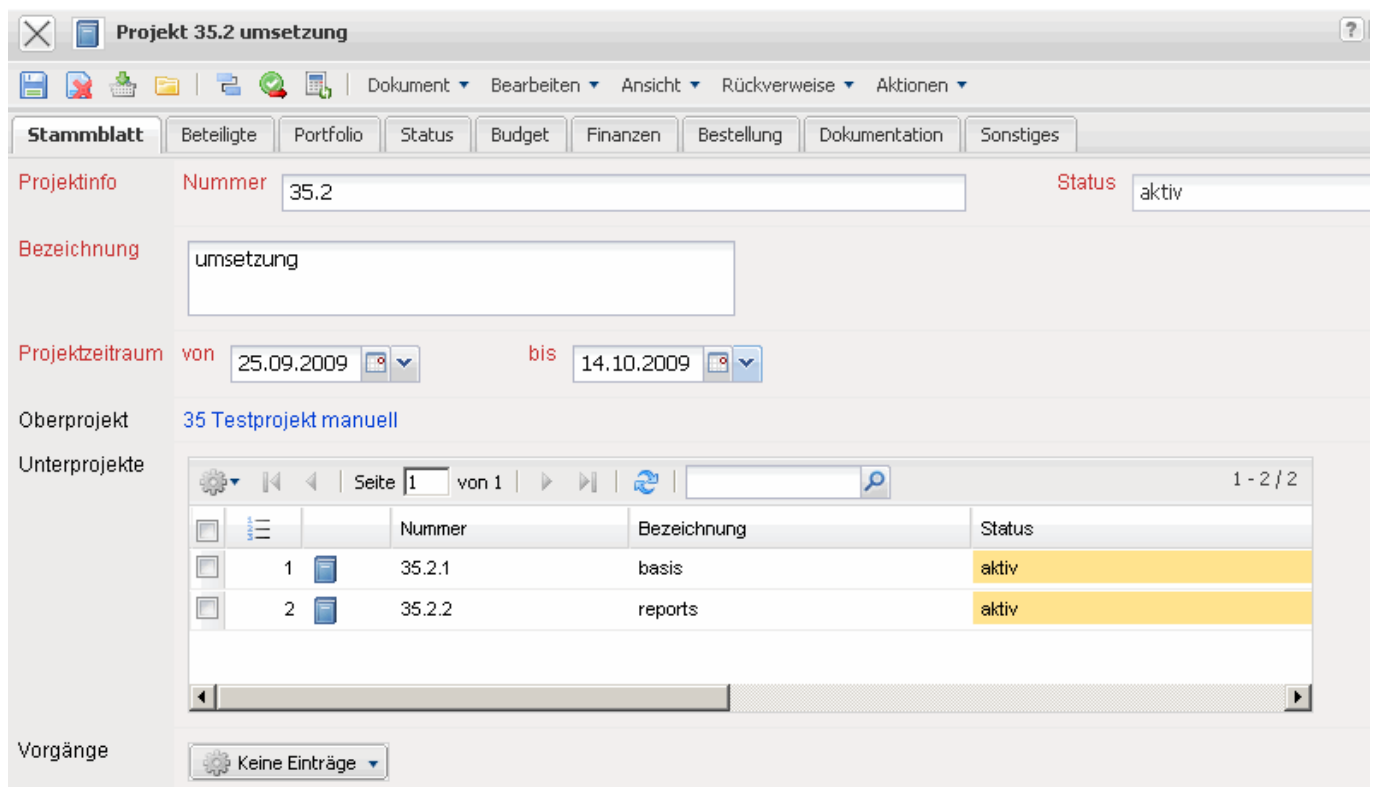 Projekt 35.2 umsetzung ?
Dokument Bearbeiten Ansicht Rückverweise Aktionen
Stammblatt Beteiligte Portfolio Status Budget Finanzen Bestellung Dokumentation Sonstiges
Projektinfo Nummer 35.2 Status aktiv
Bezeichnung umsetzung
Projektzeitraum von 25.09.2009 bis 14.10.2009
Oberprojekt 35 Testprojekt manuell
Unterprojekte Seite 1 von 1 1 - 2 / 2
Nummer Bezeichnung Status
1 35.2.1 basis aktiv
2 35.2.2 reports aktiv
Vorgänge Keine Einträge